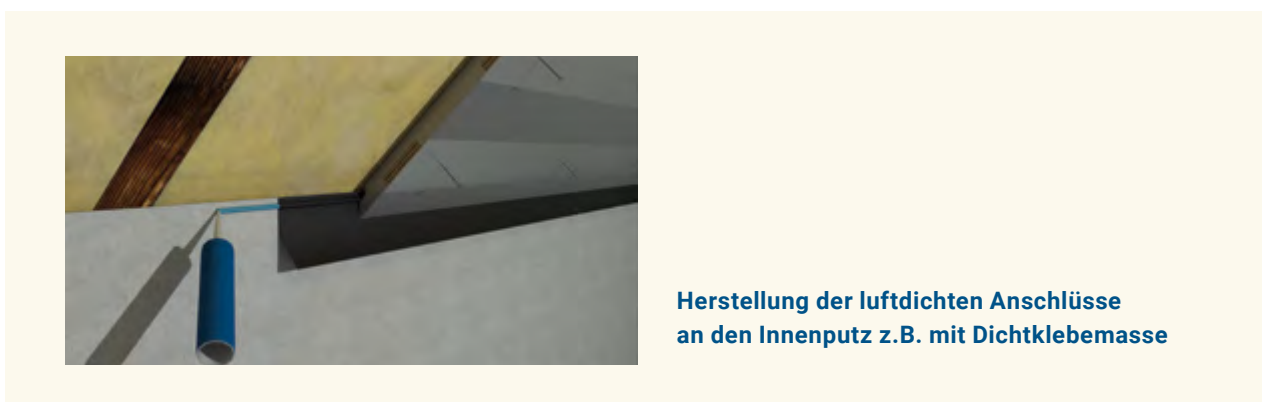 Herstellung der luftdichten Anschlüsse
an den Innenputz z.B. mit Dichtklebemasse